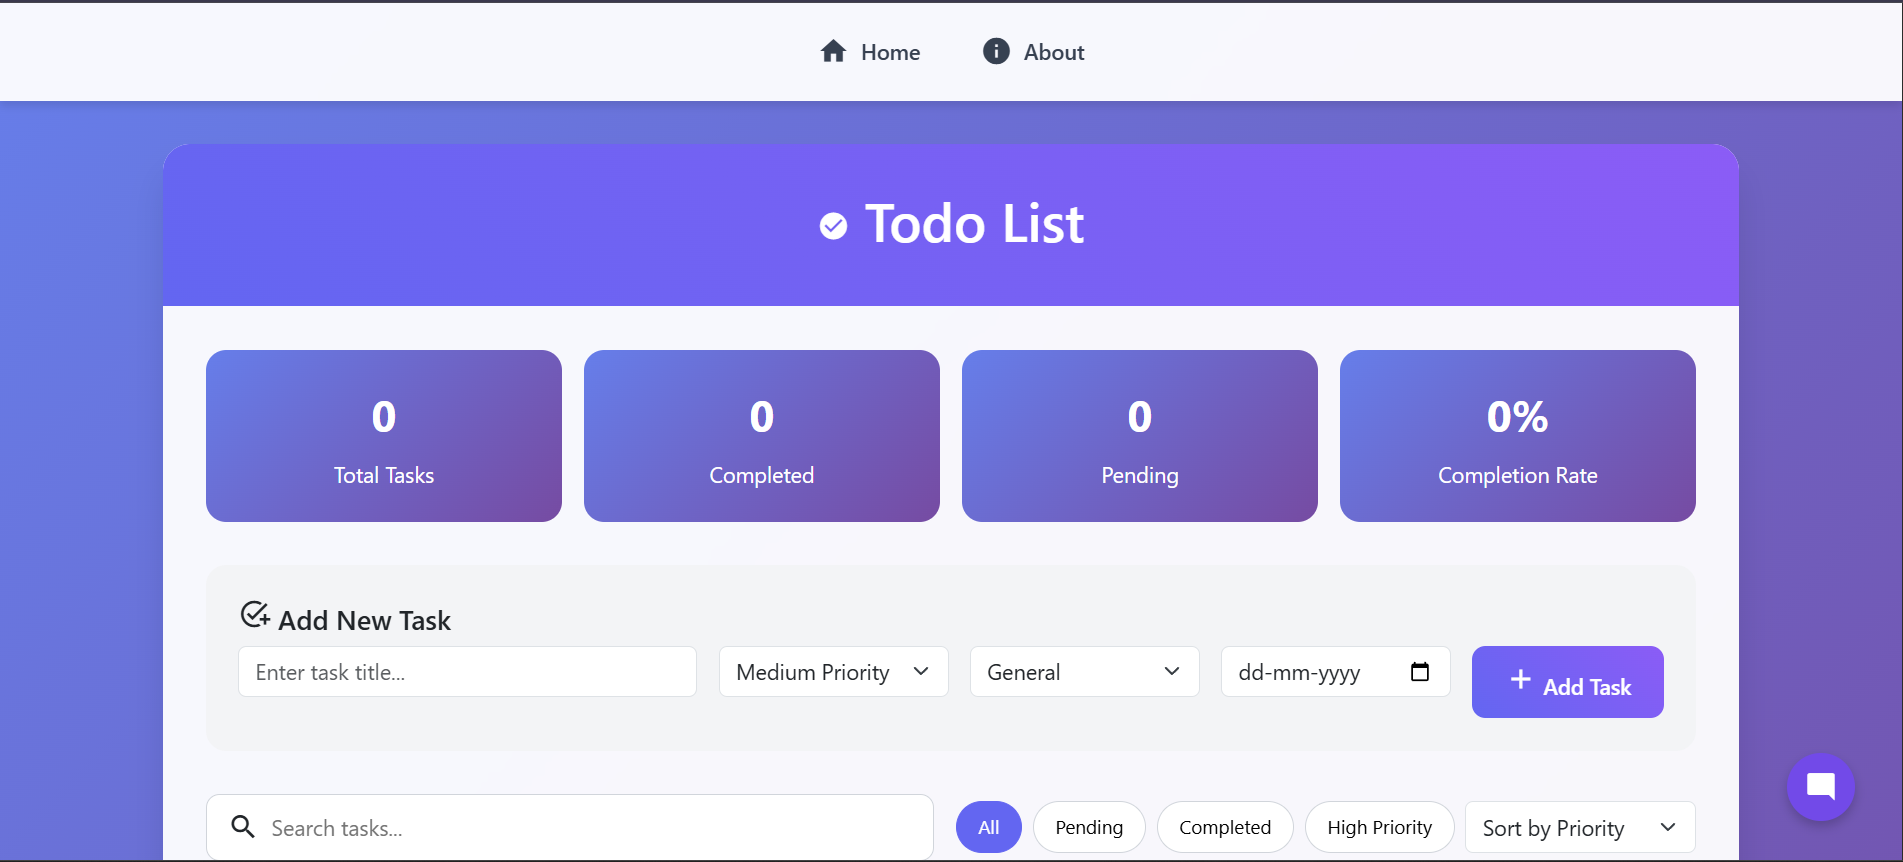 Home About
Todo List
0 0 0 0%
Total Tasks Completed Pending Completion Rate
Add New Task
Enter task title... Medium Priority General dd-mm-yyyy Add Task
Search tasks... All Pending Completed High Priority Sort by Priority